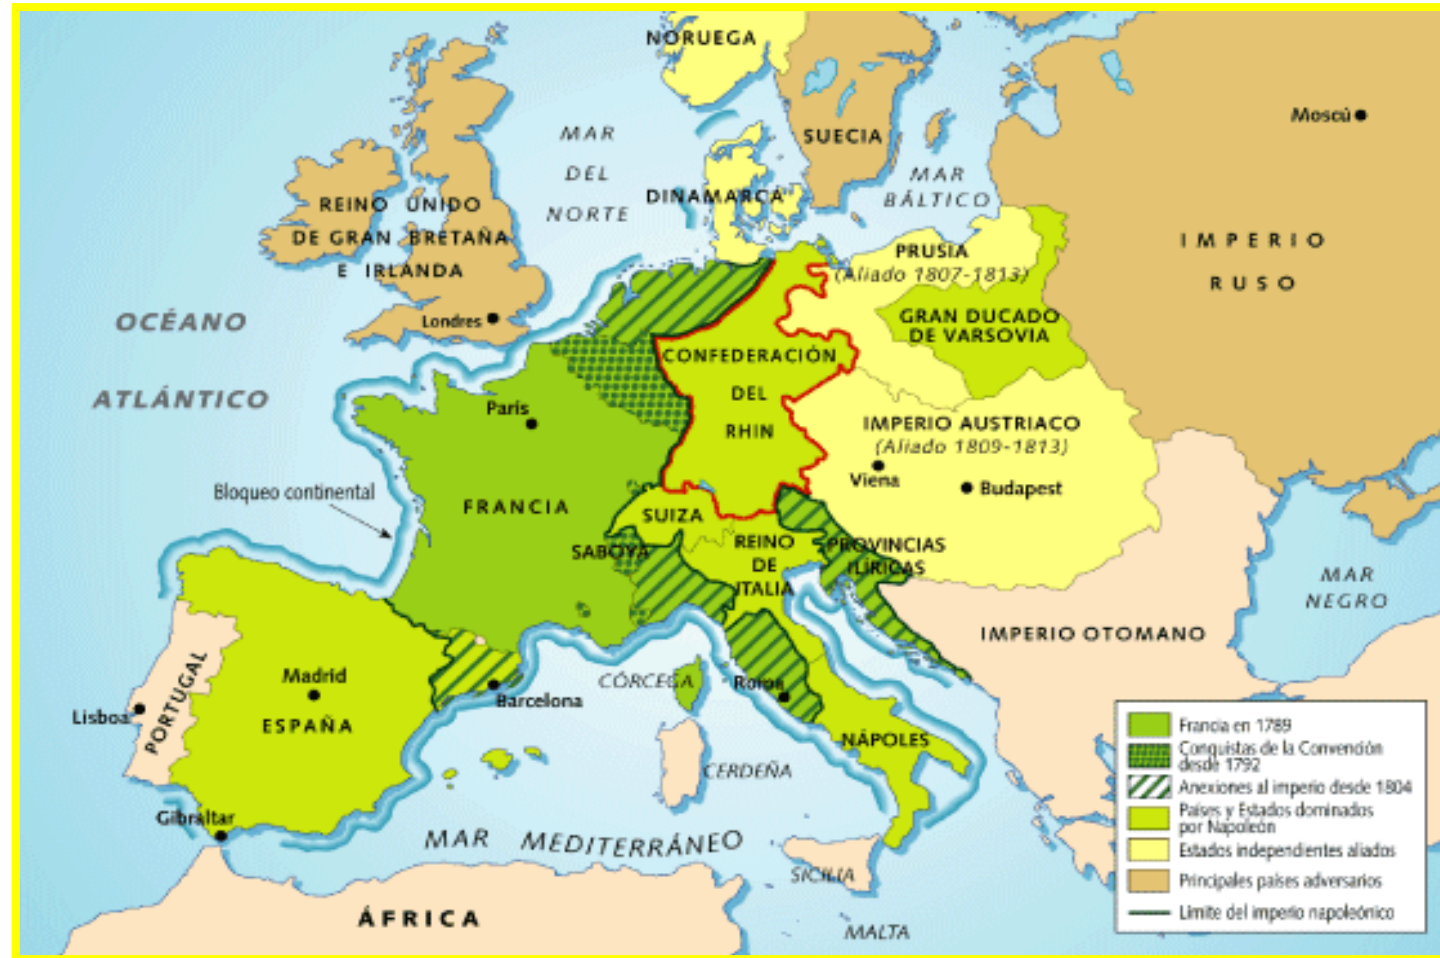 NORUEGA
Moscú
MAR
DEL
NORTE
SUECIA
MAR
BÁLTICO
DINAMARCA
REINO UNIDO
DE GRAN BRETAÑA
E IRLANDA
Londres
PRUSIA
(Aliado 1807-1813)
IMPERIO
RUSO
GRAN DUCADO
DE VARSOVIA
OCÉANO
ATLÁNTICO
CONFEDERACIÓN
DEL
RHIN
París
IMPERIO AUSTRIACO
(Aliado 1809-1813)
Viena
Budapest
Bloqueo continental
FRANCIA
SUIZA
SABOYA
REINO
DE
ITALIA
PROVINCIAS
ILÍRICAS
MAR
NEGRO
IMPERIO OTOMANO
PORTUGAL
Lisboa
Madrid
ESPAÑA
Barcelona
CÓRCEGA
Roma
NÁPOLES
CERDEÑA
Gibraltar
MAR MEDITERRÁNEO
SICILIA
MALTA
ÁFRICA
Francia en 1789
Conquistas de la Convención
desde 1792
Anexiones al imperio desde 1804
Países y Estados dominados
por Napoleón
Estados independientes aliados
Principales países adversarios
Límite del imperio napoleónico